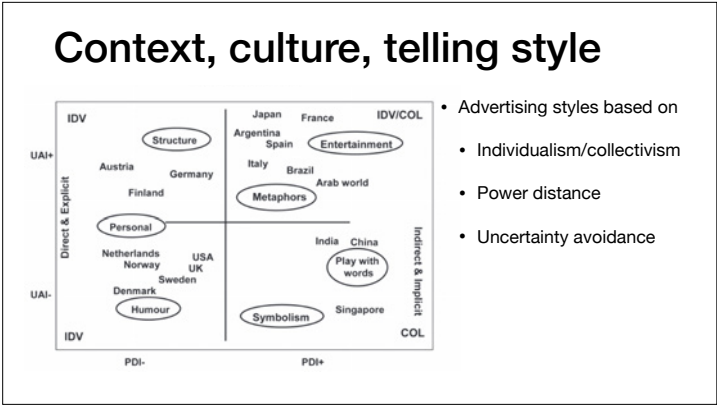 Context, culture, telling style
IDV
Japan
France
IDV/COL
Structure
Argentina
Spain
Entertainment
UAI+
Austria
Germany
Italy
Brazil
Arab world
Finland
Metaphors
Direct & Explicit
Personal
Netherlands
USA
Norway
UK
Sweden
Denmark
India
China
Play with
words
Indirect & Implicit
UAI-
Humour
Symbolism
Singapore
IDV
COL
PDI-
PDI+
• Advertising styles based on
• Individualism/collectivism
• Power distance
• Uncertainty avoidance